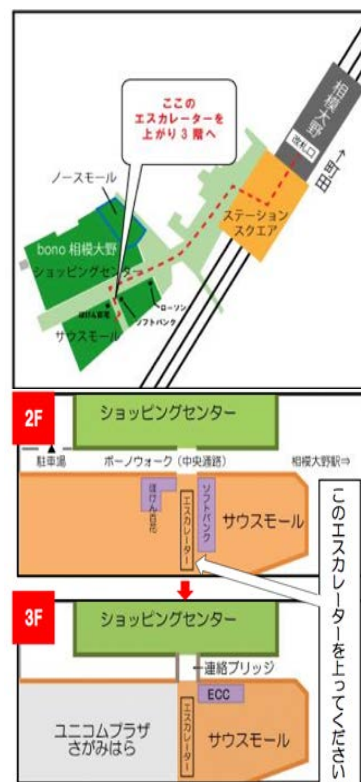 ここの
エスカレーターを
上がり3階へ
相模大野
改札口
→町田
ステーション
スクエア
ノースモール
bono 相模大野
ショッピングセンター
ローソン
ソフトバンク
ほけん百花
サウスモール
2F
ショッピングセンター
駐車場
ボーノウォーク(中央通路)
相模大野駅⇒
ほけん百花
エスカレーター
ソフトバンク
サウスモール
このエスカレーターを上ってください
3F
ショッピングセンター
連絡ブリッジ
ECC
ユニコムプラザ
さがみはら
エスカレーター
サウスモール